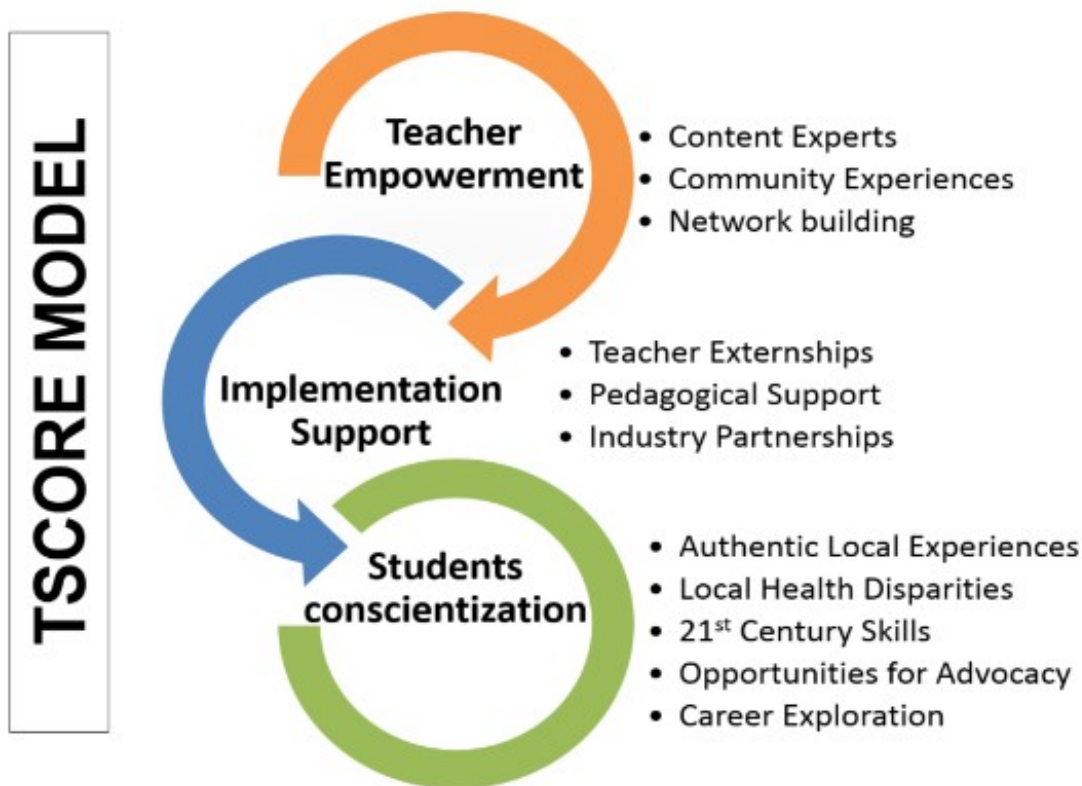 TSCORE MODEL
Teacher
Empowerment
• Content Experts
• Community Experiences
• Network building
Implementation
Support
• Teacher Externships
• Pedagogical Support
• Industry Partnerships
Students
conscientization
• Authentic Local Experiences
• Local Health Disparities
• 21st Century Skills
• Opportunities for Advocacy
• Career Exploration